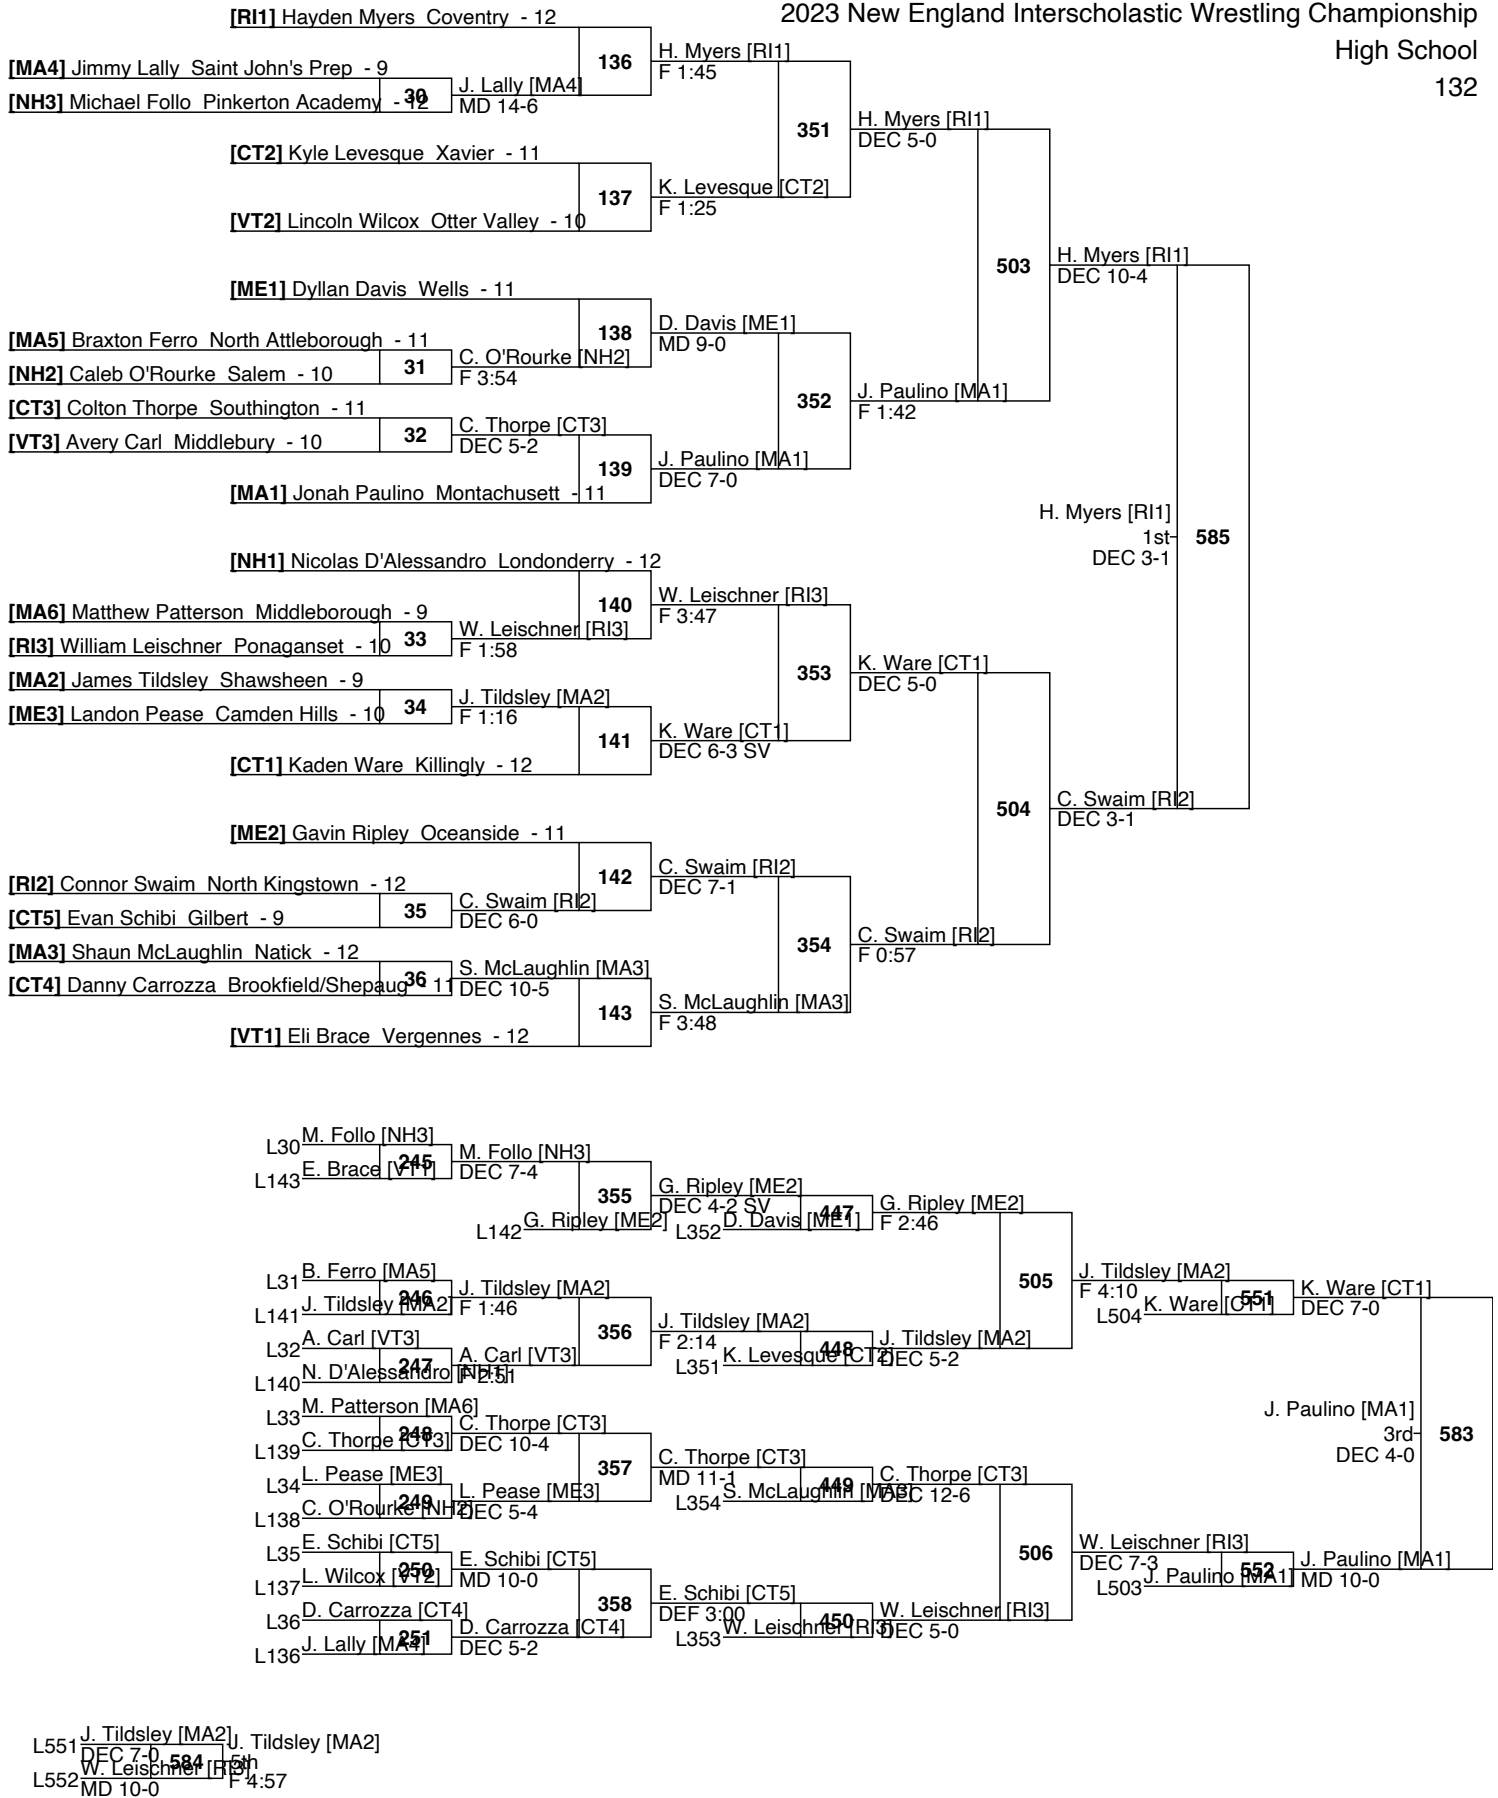 2023 New England Interscholastic Wrestling Championship
High School
132
[RI1] Hayden Myers Coventry - 12
136
H. Myers [RI1]
F 1:45
[MA4] Jimmy Lally Saint John's Prep - 9
30
J. Lally [MA4]
MD 14-6
[NH3] Michael Follo Pinkerton Academy - 12
351
H. Myers [RI1]
DEC 5-0
[CT2] Kyle Levesque Xavier - 11
137
K. Levesque [CT2]
F 1:25
[VT2] Lincoln Wilcox Otter Valley - 10
503
H. Myers [RI1]
DEC 10-4
[ME1] Dyllan Davis Wells - 11
138
D. Davis [ME1]
MD 9-0
[MA5] Braxton Ferro North Attleborough - 11
31
C. O'Rourke [NH2]
F 3:54
[NH2] Caleb O'Rourke Salem - 10
352
J. Paulino [MA1]
F 1:42
[CT3] Colton Thorpe Southington - 11
32
C. Thorpe [CT3]
DEC 5-2
[VT3] Avery Carl Middlebury - 10
139
J. Paulino [MA1]
DEC 7-0
[MA1] Jonah Paulino Montachusett - 11
H. Myers [RI1]
1st
DEC 3-1
585
[NH1] Nicolas D'Alessandro Londonderry - 12
140
W. Leischner [RI3]
F 3:47
[MA6] Matthew Patterson Middleborough - 9
33
W. Leischner [RI3]
F 1:58
[RI3] William Leischner Ponaganset - 10
353
K. Ware [CT1]
DEC 5-0
[MA2] James Tildsley Shawsheen - 9
34
J. Tildsley [MA2]
F 1:16
[ME3] Landon Pease Camden Hills - 10
141
K. Ware [CT1]
DEC 6-3 SV
[CT1] Kaden Ware Killingly - 12
504
C. Swaim [RI2]
DEC 3-1
[ME2] Gavin Ripley Oceanside - 11
142
C. Swaim [RI2]
DEC 7-1
[RI2] Connor Swaim North Kingstown - 12
35
C. Swaim [RI2]
DEC 6-0
[CT5] Evan Schibi Gilbert - 9
354
C. Swaim [RI2]
F 0:57
[MA3] Shaun McLaughlin Natick - 12
36
S. McLaughlin [MA3]
DEC 10-5
[CT4] Danny Carrozza Brookfield/Shepaug - 11
143
S. McLaughlin [MA3]
F 3:48
[VT1] Eli Brace Vergennes - 12
L30 M. Follo [NH3]
245
M. Follo [NH3]
DEC 7-4
L143 E. Brace [VT1]
355
G. Ripley [ME2]
DEC 4-2 SV
L142 G. Ripley [ME2]
447
G. Ripley [ME2]
F 2:46
L352 D. Davis [ME1]
L31 B. Ferro [MA5]
246
J. Tildsley [MA2]
F 1:46
L141 J. Tildsley [MA2]
505
J. Tildsley [MA2]
F 4:10
551
K. Ware [CT1]
DEC 7-0
L504 K. Ware [CT1]
356
J. Tildsley [MA2]
F 2:14
448
J. Tildsley [MA2]
DEC 5-2
L351 K. Levesque [CT2]
L32 A. Carl [VT3]
247
A. Carl [VT3]
F 2:51
L140 N. D'Alessandro [NH1]
L33 M. Patterson [MA6]
248
C. Thorpe [CT3]
DEC 10-4
L139 C. Thorpe [CT3]
J. Paulino [MA1]
3rd
DEC 4-0
583
357
C. Thorpe [CT3]
MD 11-1
449
C. Thorpe [CT3]
DEC 12-6
L354 S. McLaughlin [MA3]
L34 L. Pease [ME3]
249
L. Pease [ME3]
DEC 5-4
L138 C. O'Rourke [NH2]
L35 E. Schibi [CT5]
250
E. Schibi [CT5]
MD 10-0
L137 L. Wilcox [VT2]
506
W. Leischner [RI3]
DEC 7-3
552
J. Paulino [MA1]
MD 10-0
L503 J. Paulino [MA1]
358
E. Schibi [CT5]
DEF 3:00
450
W. Leischner [RI3]
DEC 5-0
L353 W. Leischner [RI3]
L36 D. Carrozza [CT4]
251
D. Carrozza [CT4]
DEC 5-2
L136 J. Lally [MA4]
L551 J. Tildsley [MA2]
DEC 7-0
584
J. Tildsley [MA2]
5th
F 4:57
L552 W. Leischner [RI3]
MD 10-0